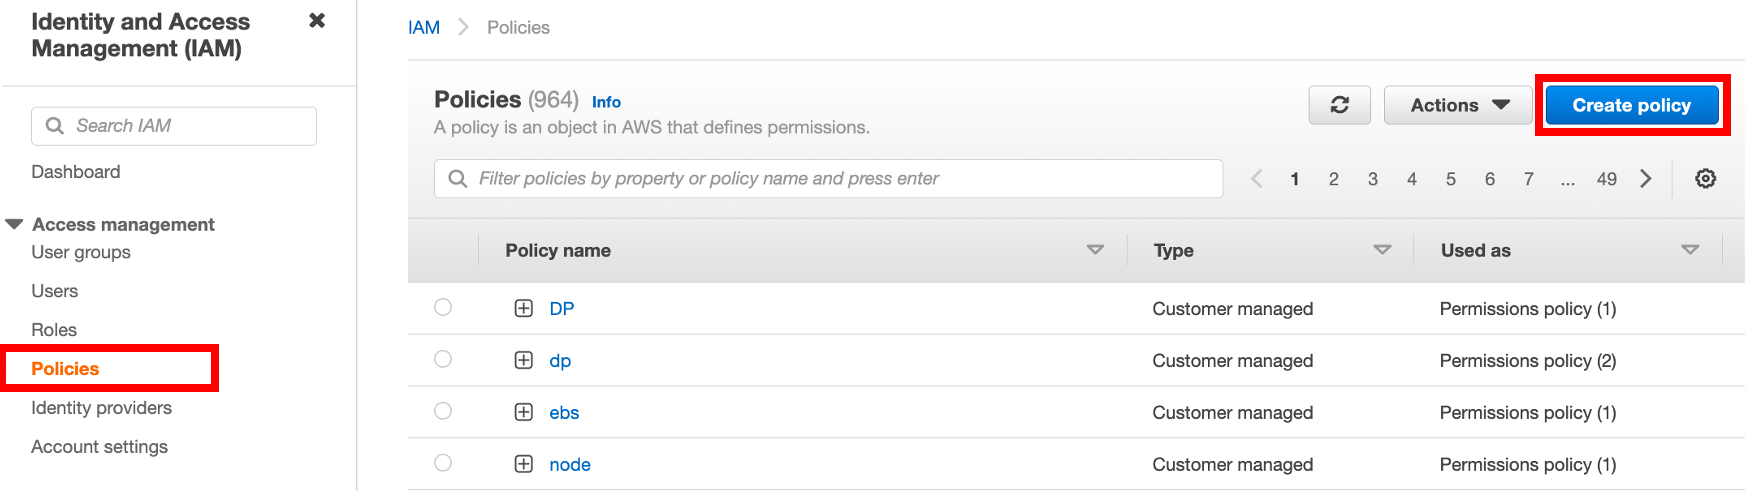 Identity and Access
Management (IAM)
Search IAM
Dashboard
Access management
User groups
Users
Roles
Policies
Identity providers
Account settings
IAM Policies
Policies (964) Info
A policy is an object in AWS that defines permissions.
Actions
Create policy
Filter policies by property or policy name and press enter
1 2 3 4 5 6 7 ... 49
Policy name Type Used as
DP Customer managed Permissions policy (1)
dp Customer managed Permissions policy (2)
ebs Customer managed Permissions policy (1)
node Customer managed Permissions policy (1)